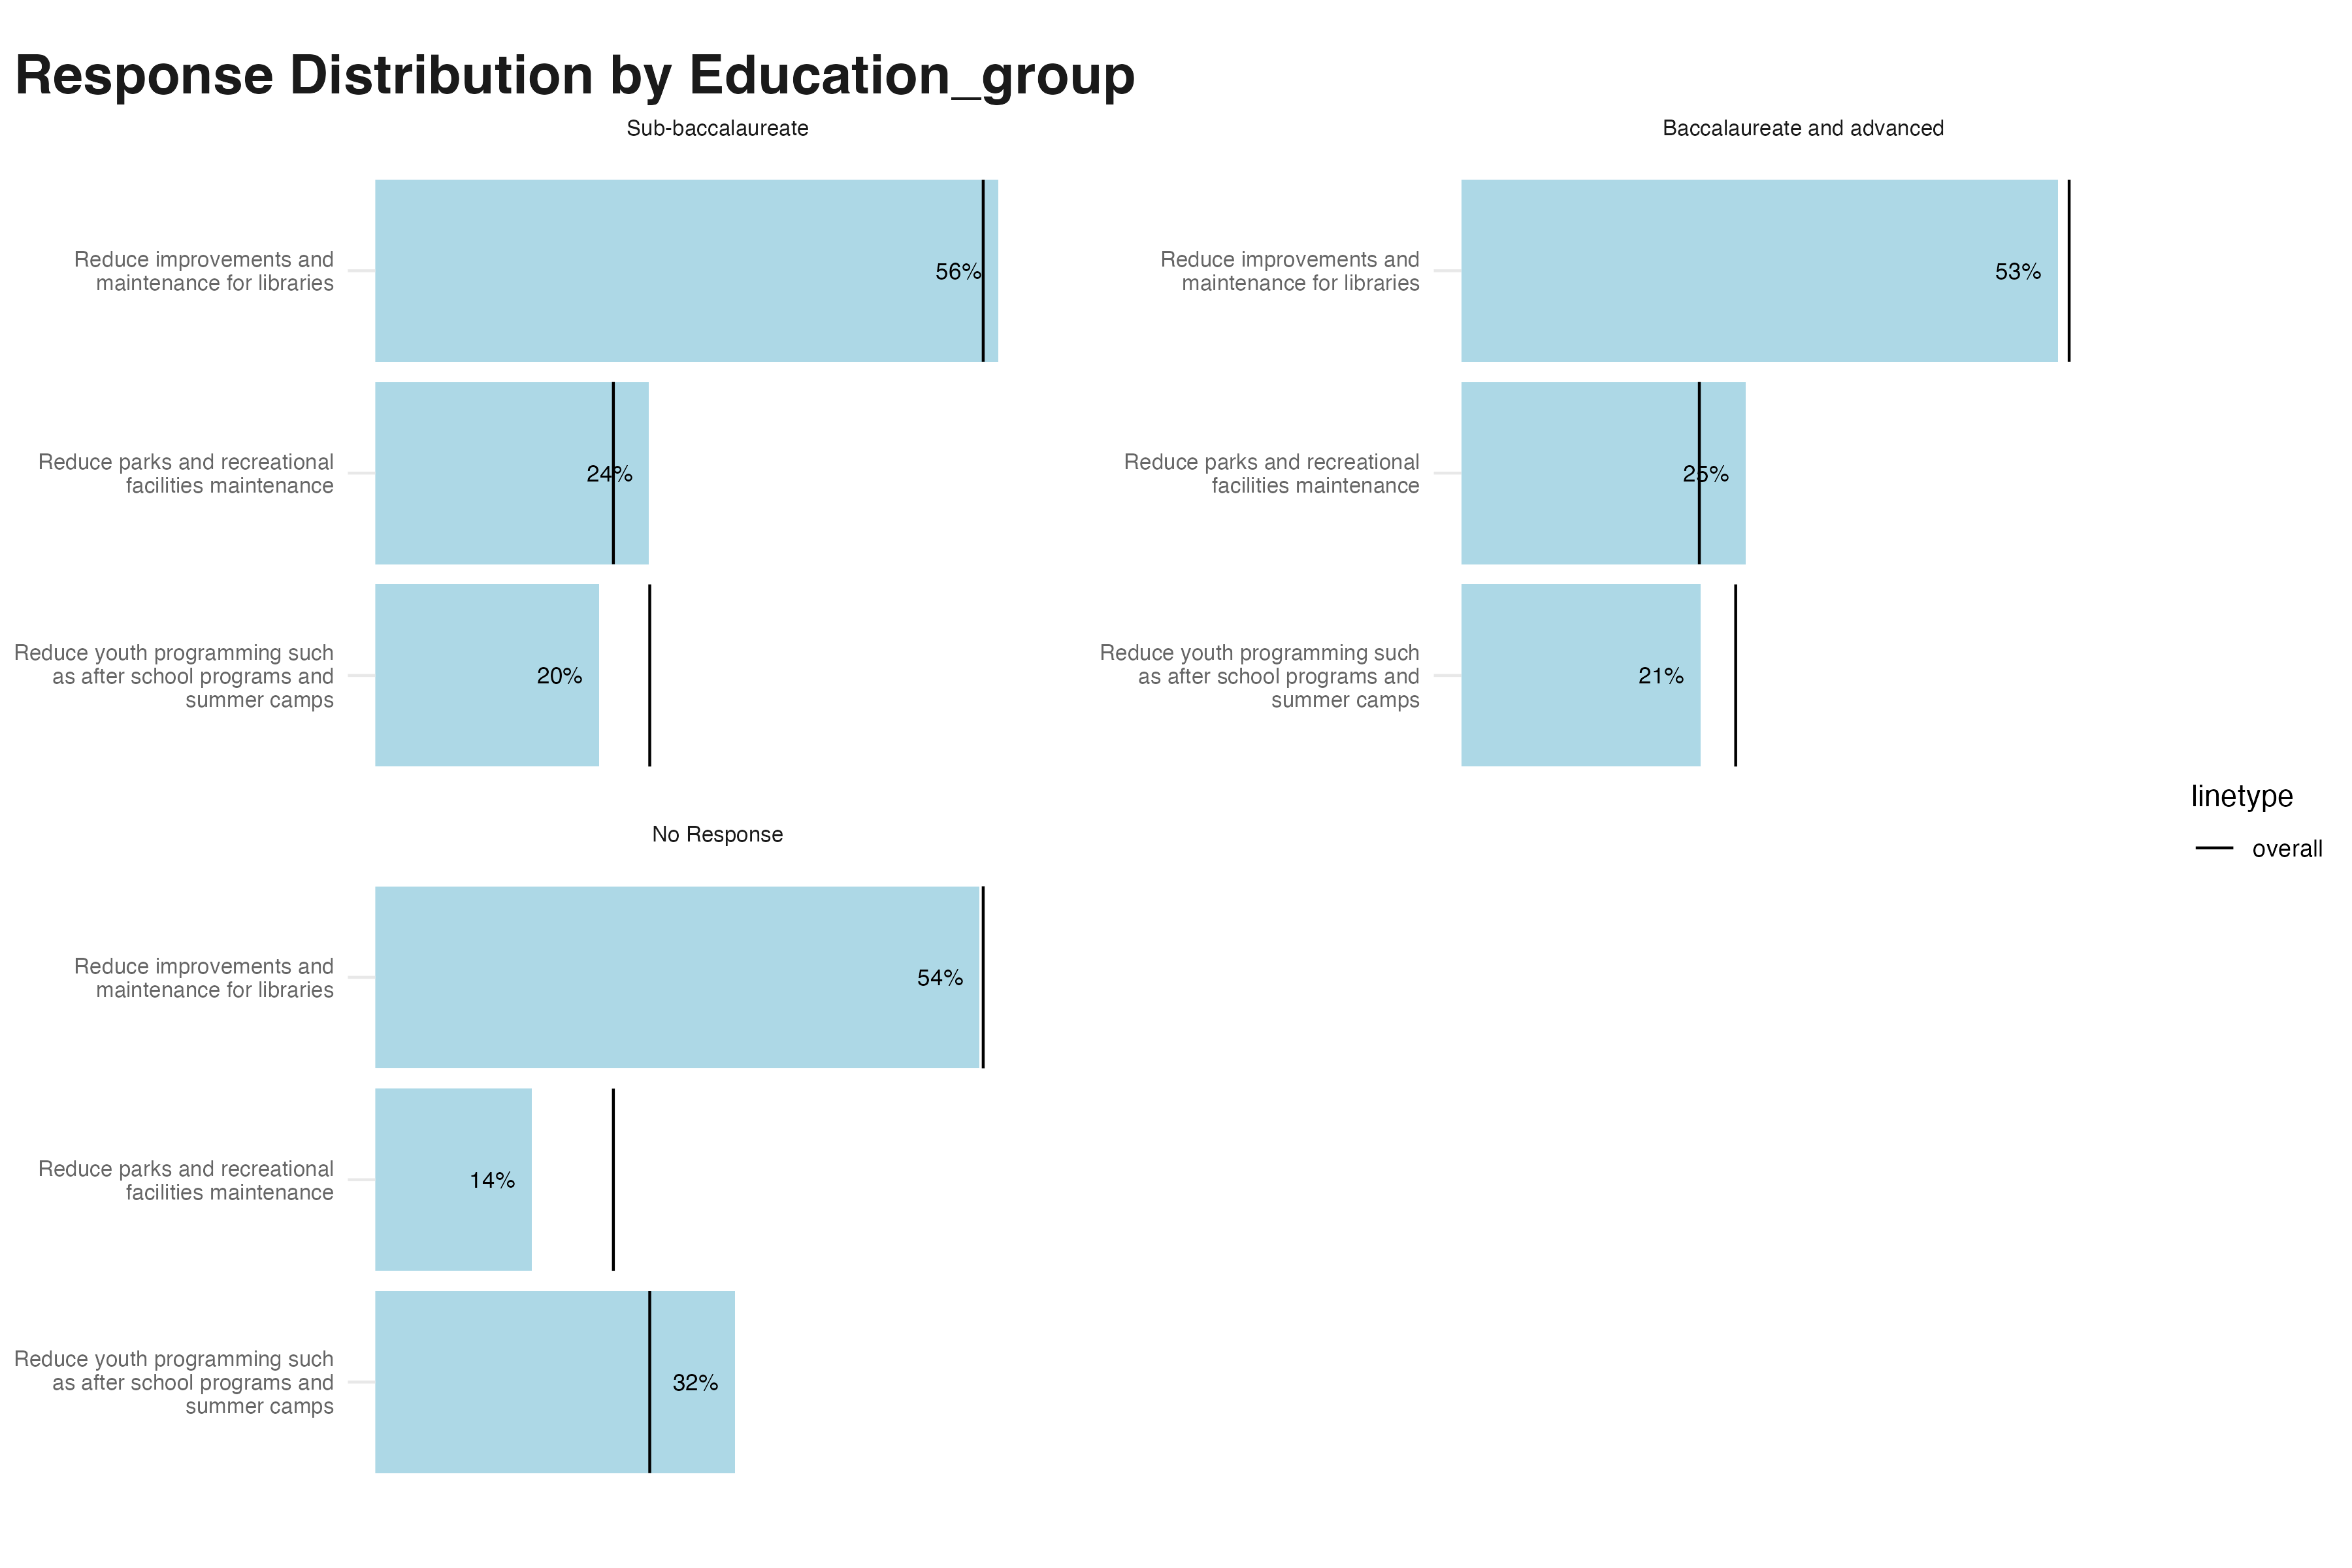 Response Distribution by Education_group
Sub-baccalaureate
Reduce improvements and
maintenance for libraries
56%
Reduce parks and recreational
facilities maintenance
24%
Reduce youth programming such
as after school programs and
summer camps
20%
Baccalaureate and advanced
Reduce improvements and
maintenance for libraries
53%
Reduce parks and recreational
facilities maintenance
25%
Reduce youth programming such
as after school programs and
summer camps
21%
No Response
Reduce improvements and
maintenance for libraries
54%
Reduce parks and recreational
facilities maintenance
14%
Reduce youth programming such
as after school programs and
summer camps
32%
linetype
overall